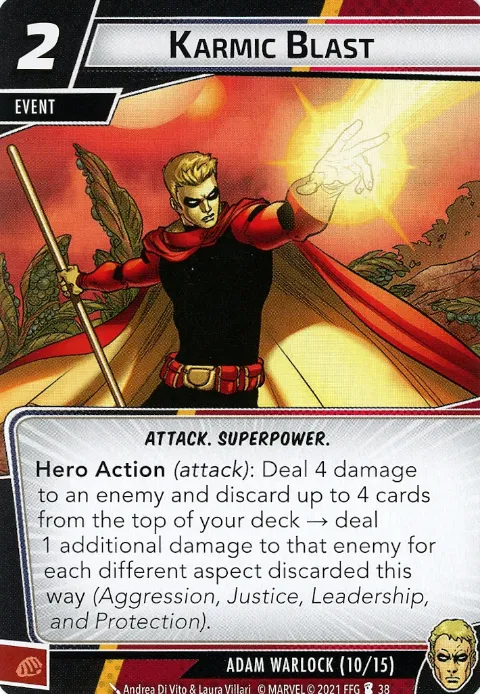 2
KARMIC BLAST
EVENT
ATTACK. SUPERPOWER.
Hero Action (attack): Deal 4 damage
to an enemy and discard up to 4 cards
from the top of your deck → deal
1 additional damage to that enemy for
each different aspect discarded this
way (Aggression, Justice, Leadership,
and Protection).
ADAM WARLOCK (10/15)
Andrea Di Vito & Laura Villari © MARVEL © 2021 FFG 38